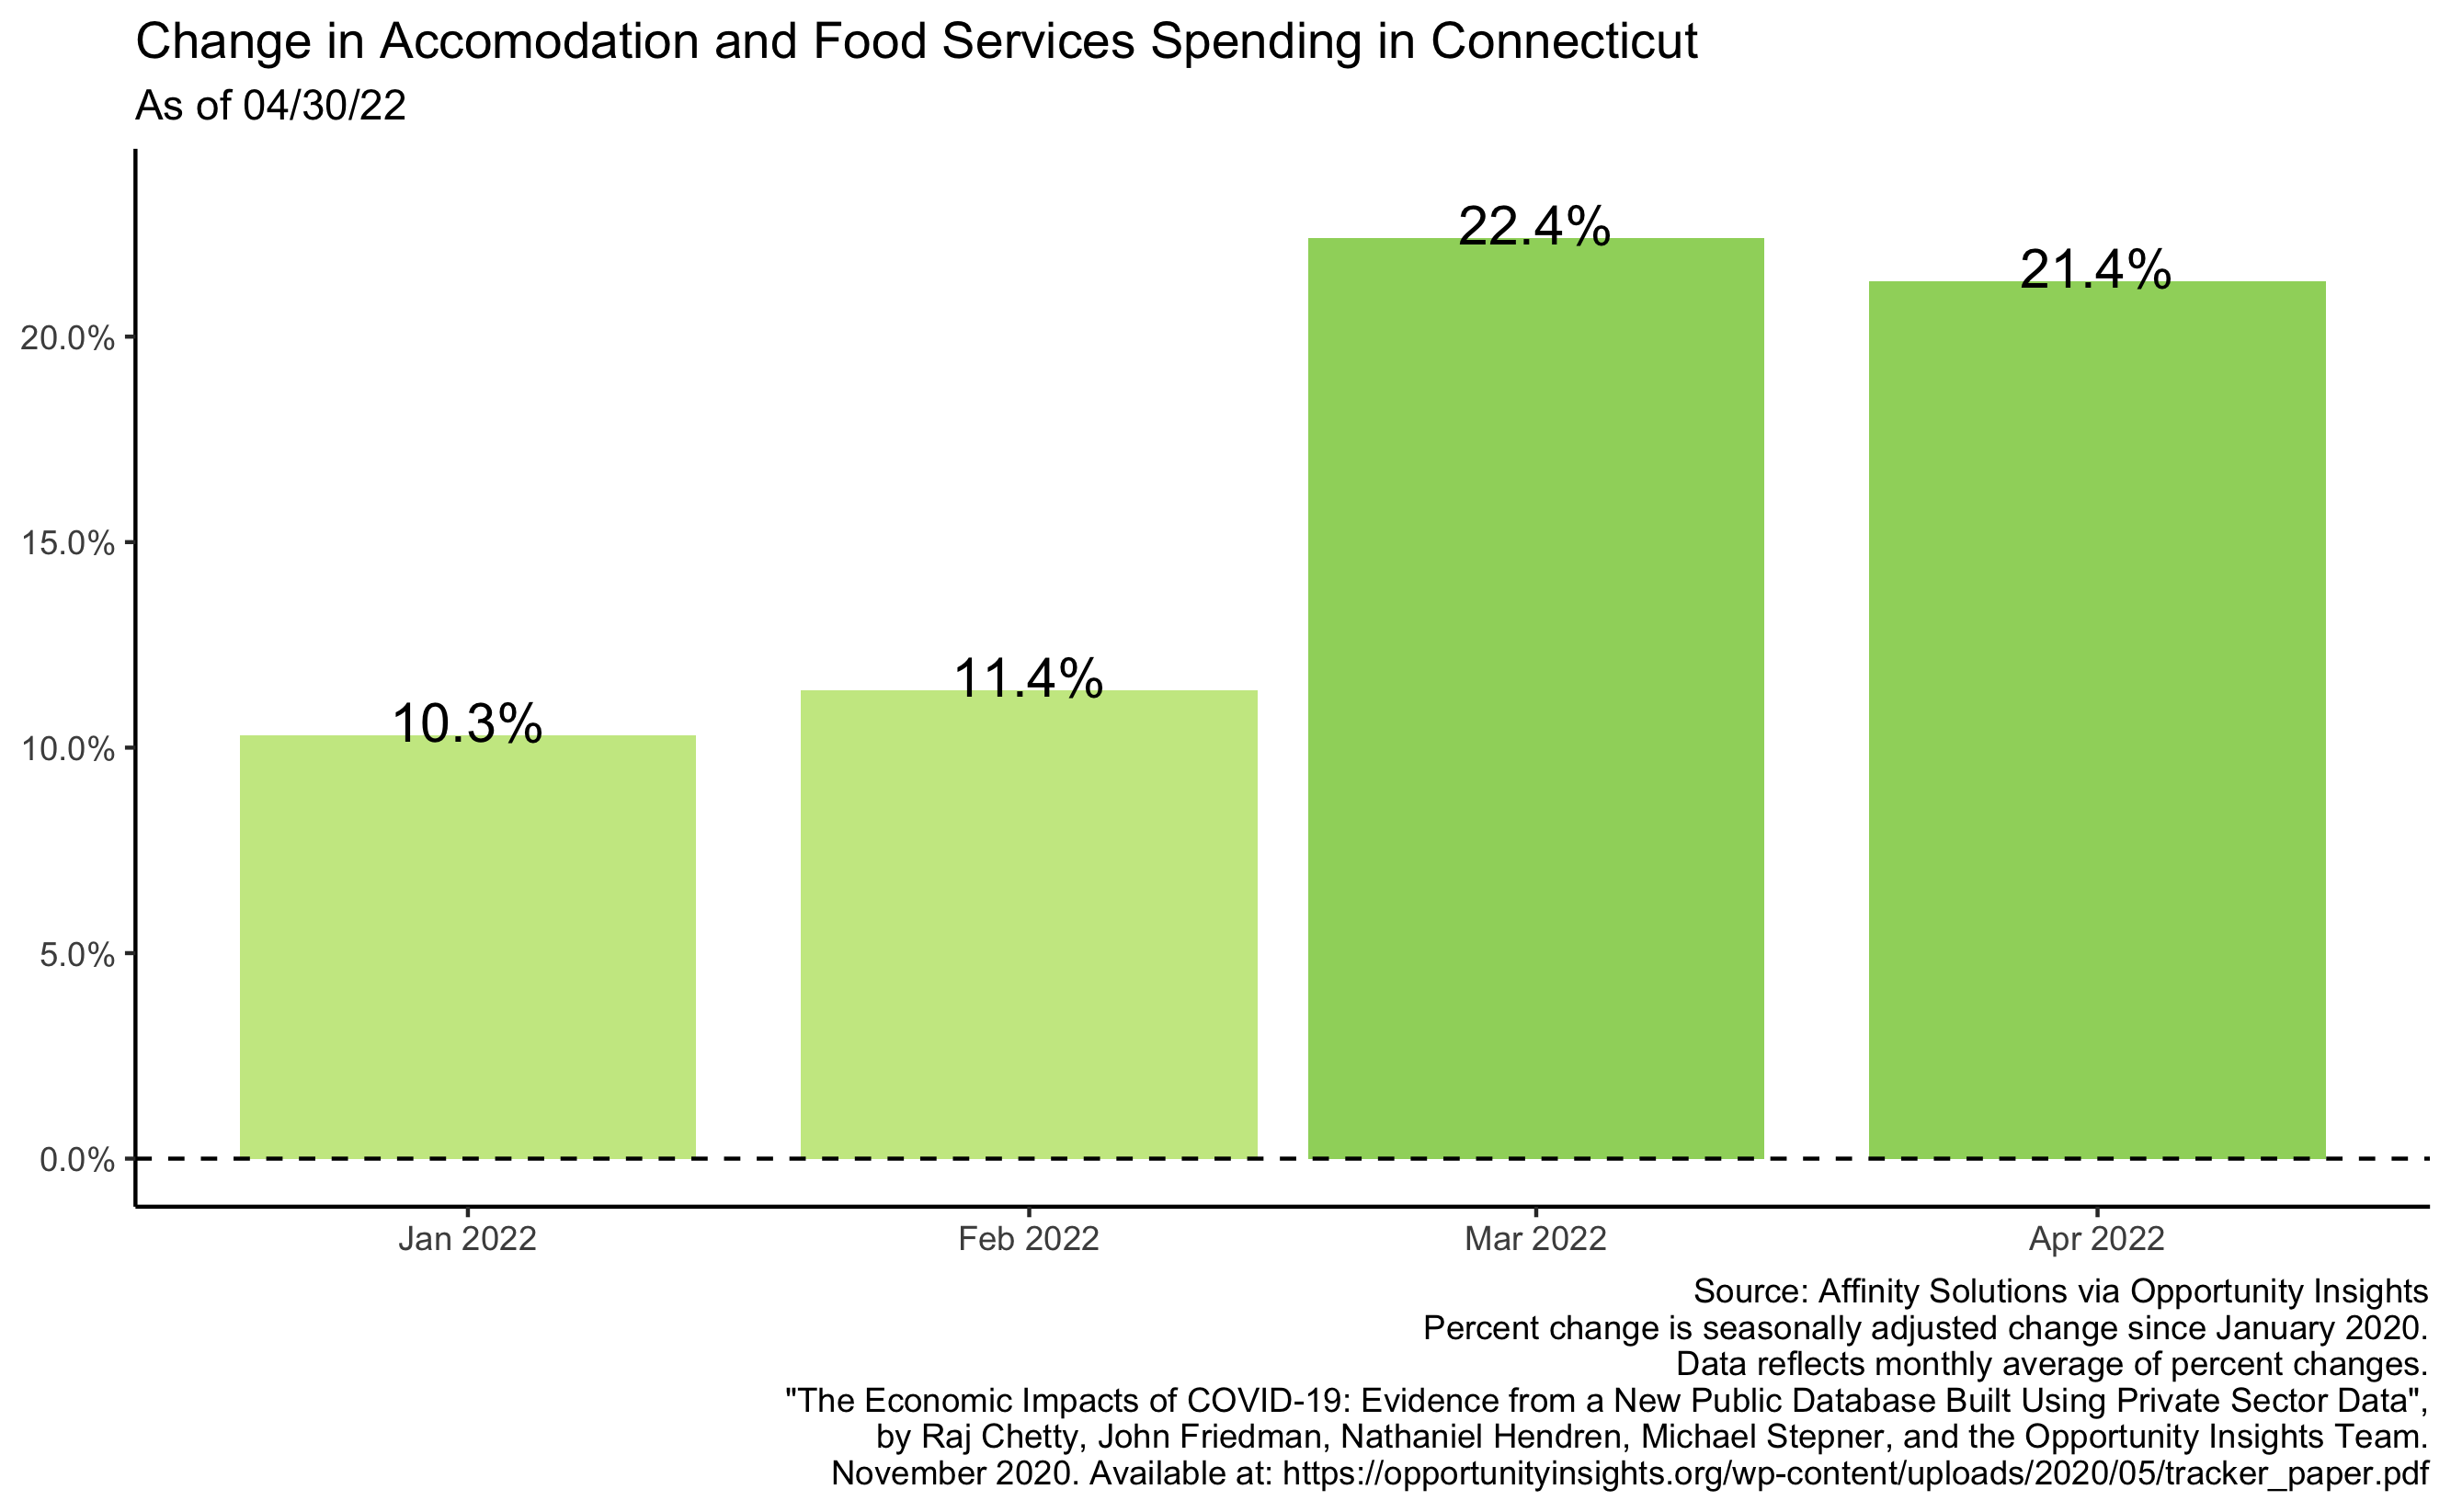 Change in Accomodation and Food Services Spending in Connecticut
As of 04/30/22
22.4%
21.4%
20.0%
15.0%
11.4%
10.3%
10.0%
5.0%
0.0%
Jan 2022
Feb 2022
Mar 2022
Apr 2022
Source: Affinity Solutions via Opportunity Insights
Percent change is seasonally adjusted change since January 2020.
Data reflects monthly average of percent changes.
"The Economic Impacts of COVID-19: Evidence from a New Public Database Built Using Private Sector Data",
by Raj Chetty, John Friedman, Nathaniel Hendren, Michael Stepner, and the Opportunity Insights Team.
November 2020. Available at: https://opportunityinsights.org/wp-content/uploads/2020/05/tracker_paper.pdf